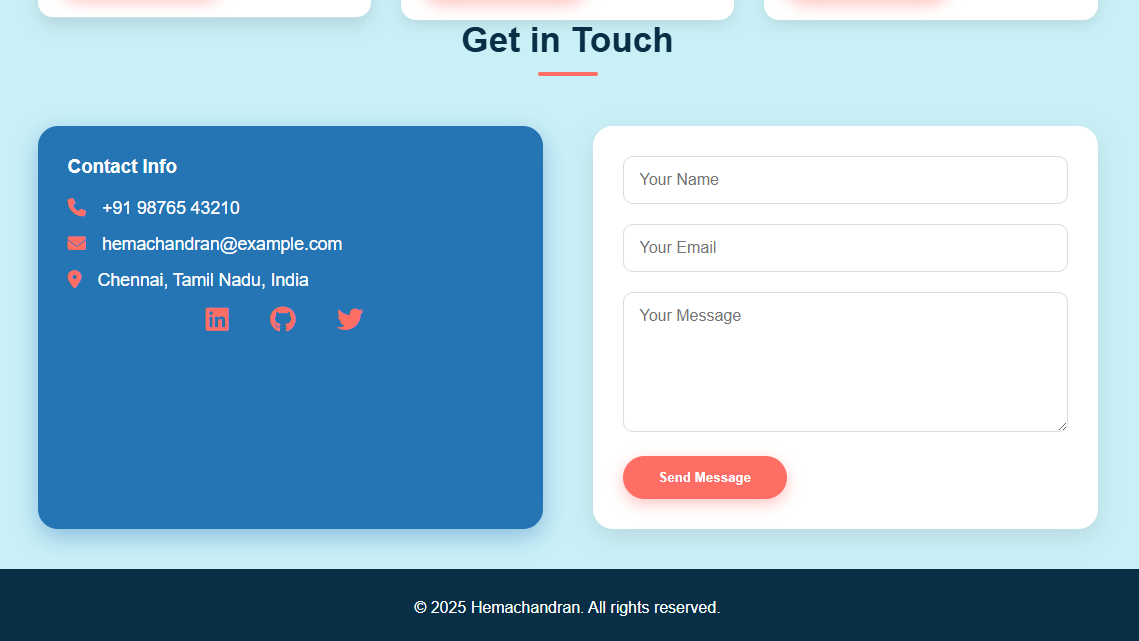 Get in Touch
Contact Info
+91 98765 43210
hemachandran@example.com
Chennai, Tamil Nadu, India
Your Name
Your Email
Your Message
Send Message
© 2025 Hemachandran. All rights reserved.